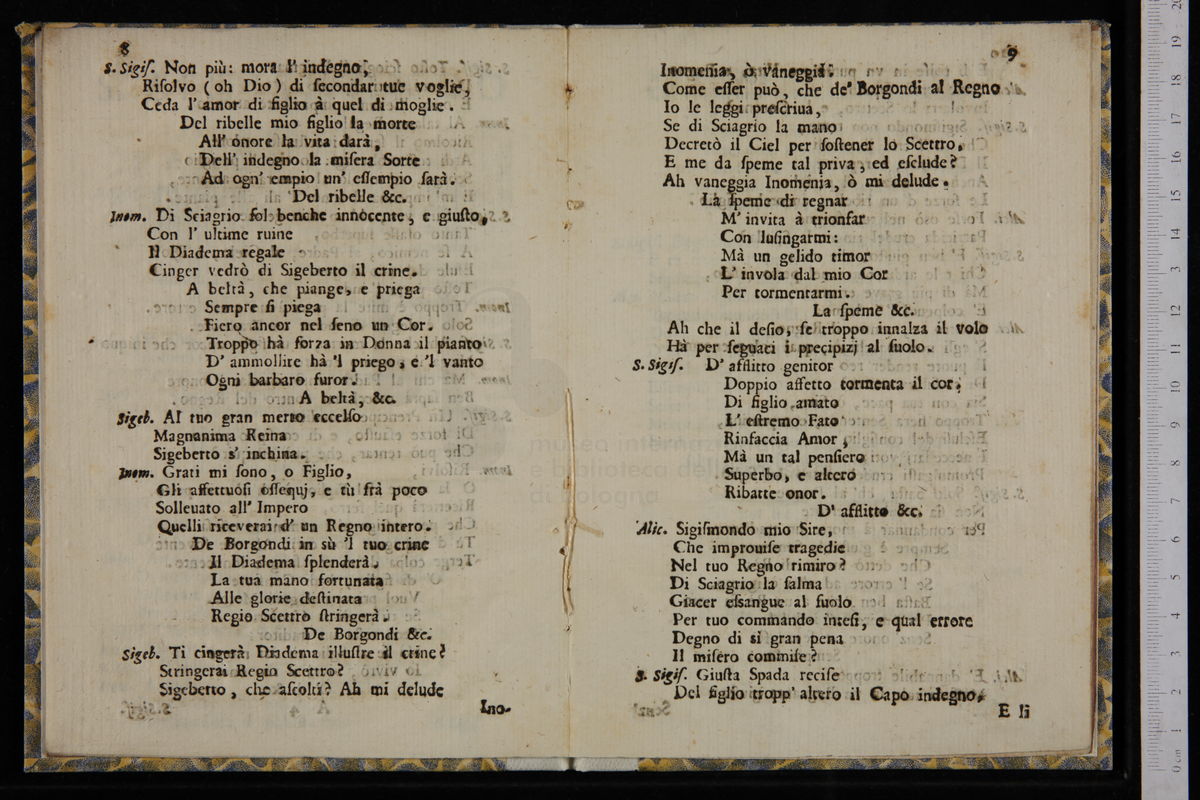 8
S. Sigiſ. Non più: mora l' indegno,
Riſolvo (oh Dio) di ſecondar tue voglie,
Ceda l' amor di figlio à quel di moglie.
Del ribelle mio figlio la morte
All' onore la vita darà,
Dell' indegno la miſera Sorte
Ad ogn' empio un' eſſempio ſarà.
Del ribelle &c.
Inom. Di Sciagrio ſol benche innocente, e giuſto,
Con l' ultime ruine
Il Diadema regale
Cinger vedrò di Sigeberto il crine.
A beltà, che piange, e priega
Sempre ſi piega
Fiero ancor nel ſeno un Cor.
Troppo hà forza in Donna il pianto
D' ammollire hà 'l priego, e 'l vanto
Ogni barbaro furor.
A beltà, &c.
Sigeb. Al tuo gran merto eccelſo
Magnanima Reina
Sigeberto s' inchina.
Inom. Grati mi ſono, o Figlio,
Gli affettuoſi oſſequj, e tù frà poco
Solleuato all' Impero
Quelli riceverai d' un Regno intero.
De Borgondi in sù 'l tuo crine
Il Diadema ſplenderà.
La tua mano fortunata
Alle glorie deſtinata
Regio Scettro ſtringerà.
De Borgondi &c.
Sigeb. Ti cingerà Diadema illuſtre il crine?
Stringerai Regio Scettro?
Sigeberto, che aſcolti? Ah mi delude
Ino-
9
Inomenia, ò vaneggia.
Come eſſer può, che de' Borgondi al Regno
Io le leggi preſcriua,
Se di Sciagrio la mano
Decretò il Ciel per ſoſtener lo Scettro,
E me da ſpeme tal priva, ed eſclude?
Ah vaneggia Inomenia, ò mi delude.
La ſpeme di regnar
M' invita à trionfar
Con luſingarmi:
Mà un gelido timor
L' invola dal mio Cor
Per tormentarmi.
La ſpeme &c.
Ah che il deſio, ſe troppo innalza il volo
Hà per ſeguaci i precipizj al ſuolo.
S. Sigiſ. D' afflitto genitor
Doppio affetto tormenta il cor;
Di figlio amato
L' eſtremo Fato
Rinfaccia Amor,
Mà un tal penſiero
Superbo, e altero
Ribatte onor.
D' afflitto &c.
Alic. Sigiſmondo mio Sire,
Che improuiſe tragedie
Nel tuo Regno rimiro?
Di Sciagrio la ſalma
Giacer eſsangue al ſuolo
Per tuo commando inteſi, e qual errore
Degno di sì gran pena
Il miſero commiſe?
S. Sigiſ. Giuſta Spada reciſe
Del figlio tropp' altero il Capo indegno,
E li